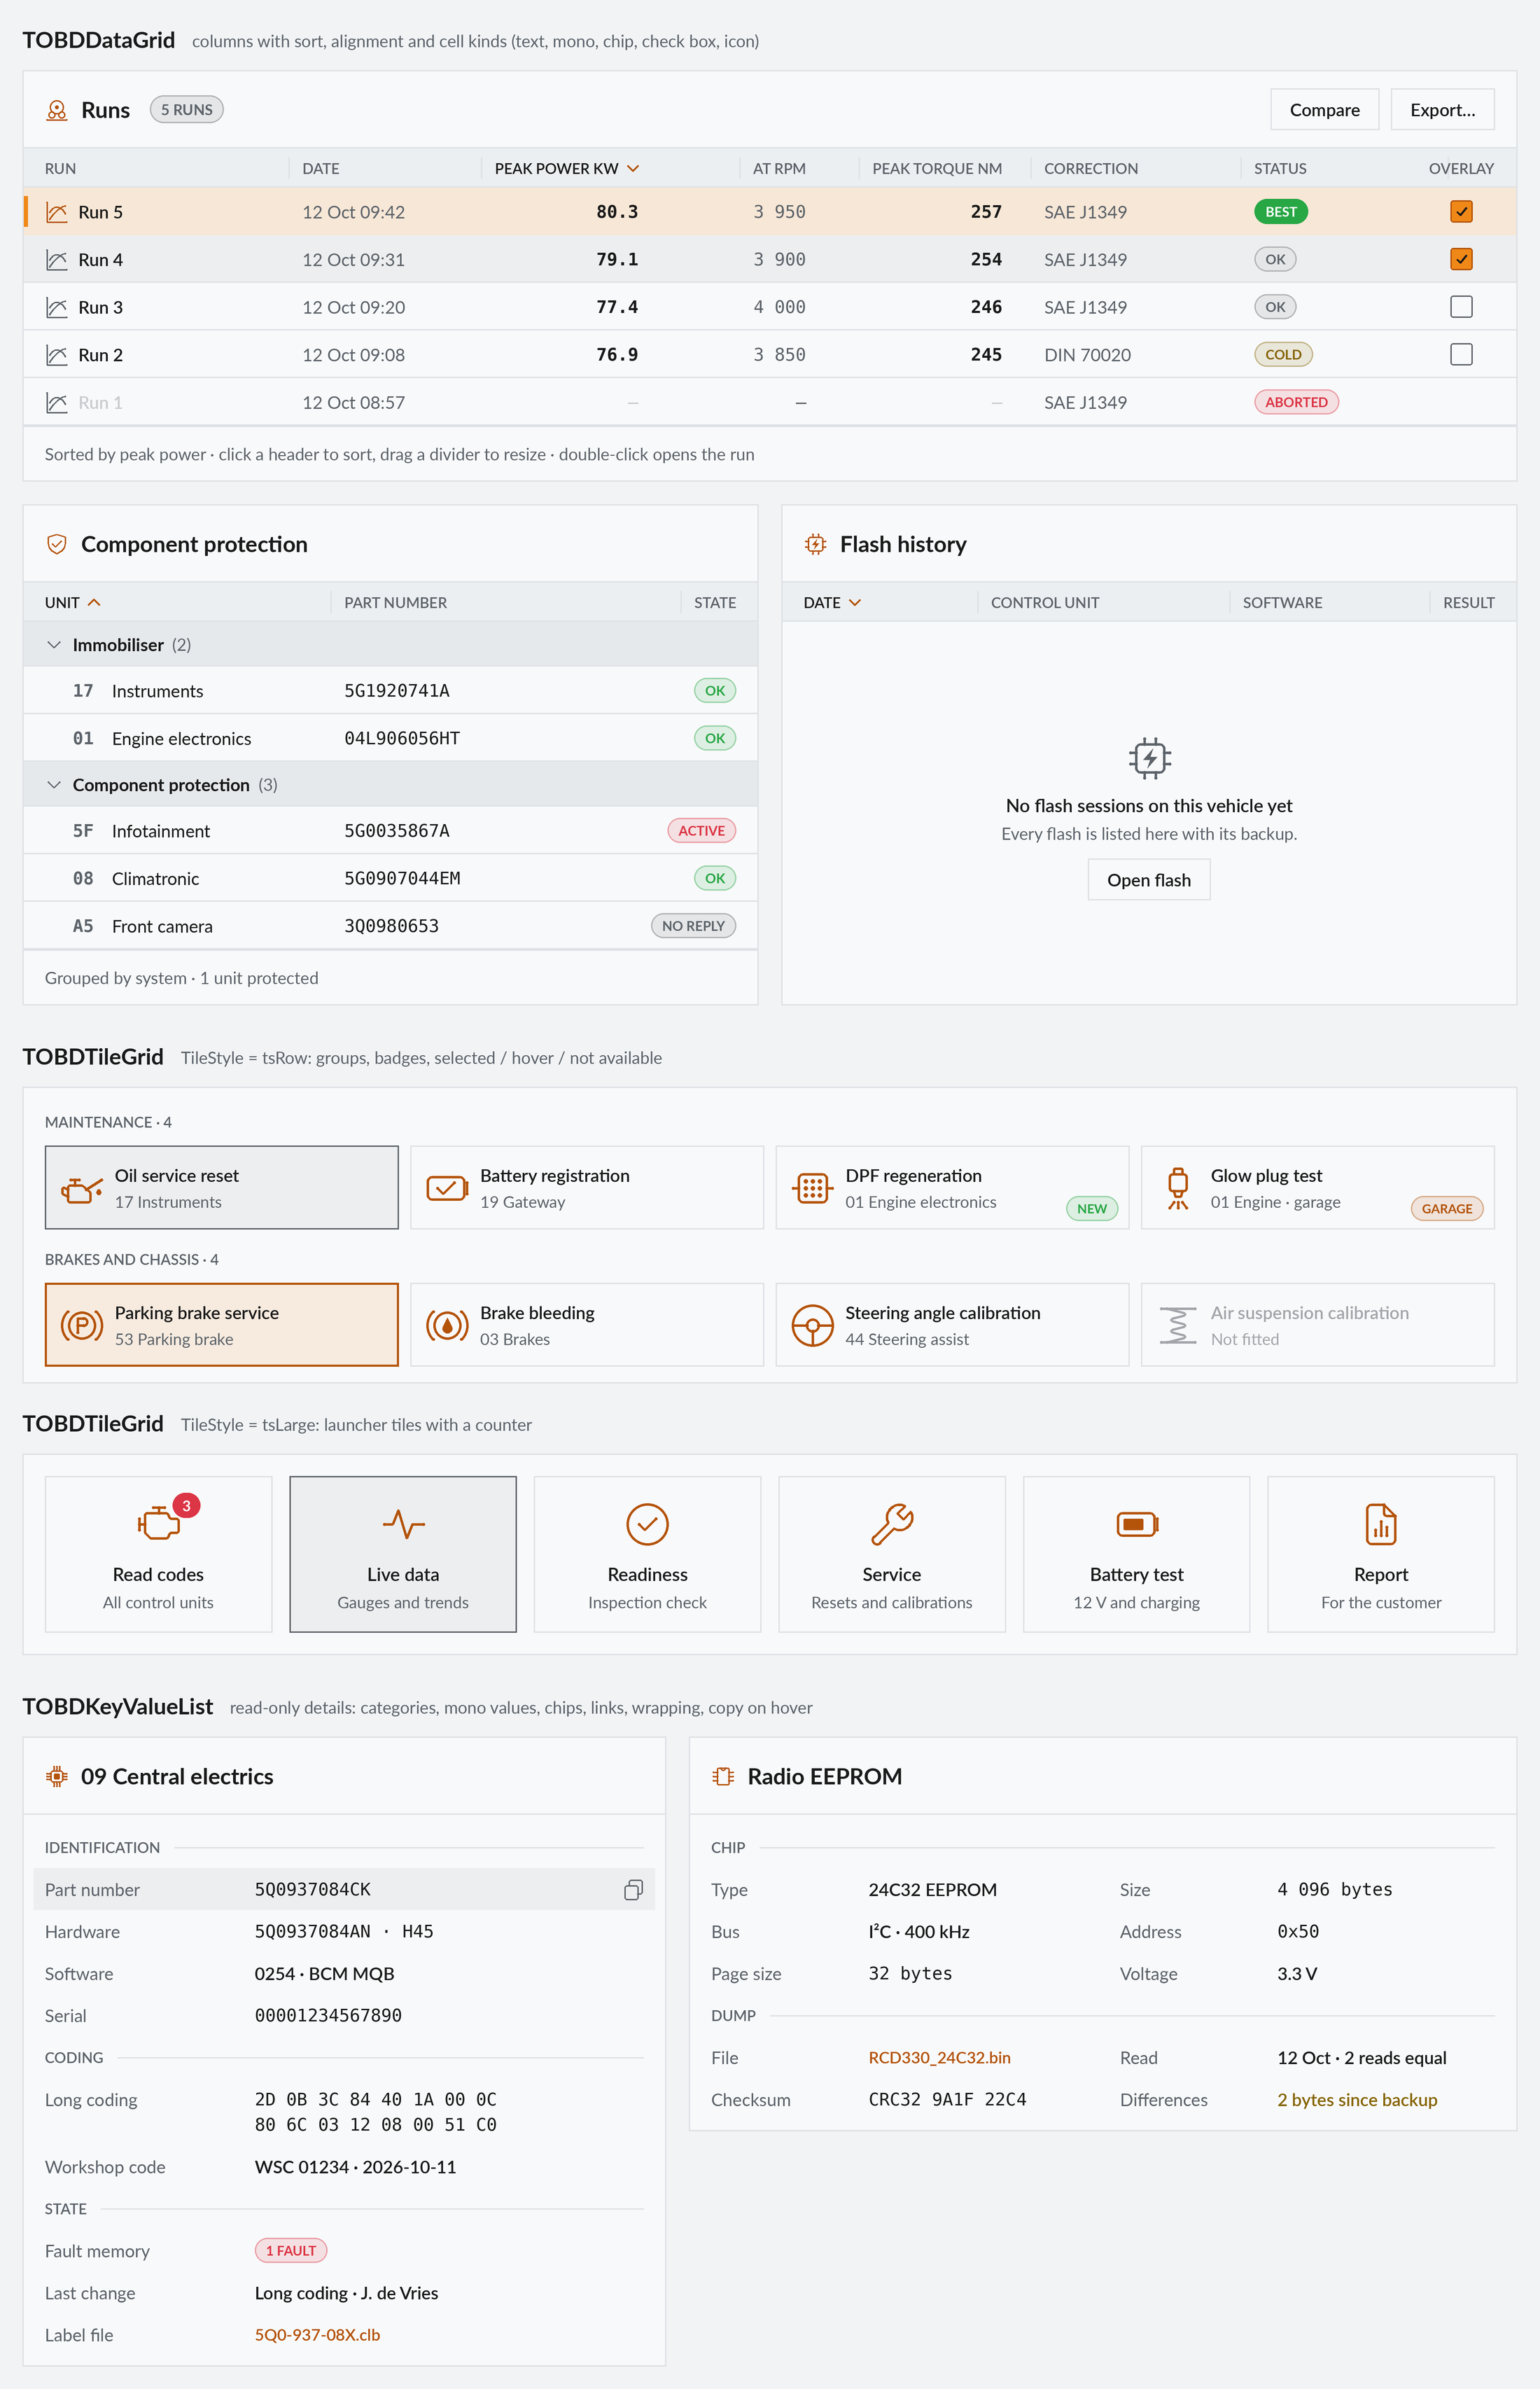 TOBDDataGrid columns with sort, alignment and cell kinds (text, mono, chip, check box, icon)
Runs 5 RUNS Compare Export...
RUN DATE PEAK POWER KW AT RPM PEAK TORQUE NM CORRECTION STATUS OVERLAY
Run 5 12 Oct 09:42 80.3 3 950 257 SAE J1349 BEST
Run 4 12 Oct 09:31 79.1 3 900 254 SAE J1349 OK
Run 3 12 Oct 09:20 77.4 4 000 246 SAE J1349 OK
Run 2 12 Oct 09:08 76.9 3 850 245 DIN 70020 COLD
Run 1 12 Oct 08:57 – – – SAE J1349 ABORTED
Sorted by peak power · click a header to sort, drag a divider to resize · double-click opens the run
Component protection
UNIT PART NUMBER STATE
Immobiliser (2)
17 Instruments 5G1920741A OK
01 Engine electronics 04L906056HT OK
Component protection (3)
5F Infotainment 5G0035867A ACTIVE
08 Climatronic 5G0907044EM OK
A5 Front camera 3Q0980653 NO REPLY
Grouped by system · 1 unit protected
Flash history
DATE CONTROL UNIT SOFTWARE RESULT
No flash sessions on this vehicle yet
Every flash is listed here with its backup.
Open flash
TOBDTileGrid TileStyle = tsRow: groups, badges, selected / hover / not available
MAINTENANCE · 4
Oil service reset
17 Instruments
Battery registration
19 Gateway
DPF regeneration
01 Engine electronics
NEW
Glow plug test
01 Engine · garage
GARAGE
BRAKES AND CHASSIS · 4
Parking brake service
53 Parking brake
Brake bleeding
03 Brakes
Steering angle calibration
44 Steering assist
Air suspension calibration
Not fitted
TOBDTileGrid TileStyle = tsLarge: launcher tiles with a counter
3
Read codes
All control units
Live data
Gauges and trends
Readiness
Inspection check
Service
Resets and calibrations
Battery test
12 V and charging
Report
For the customer
TOBDKeyValueList read-only details: categories, mono values, chips, links, wrapping, copy on hover
09 Central electrics
IDENTIFICATION
Part number 5Q0937084CK
Hardware 5Q0937084AN · H45
Software 0254 · BCM MQB
Serial 00001234567890
CODING
Long coding 2D 0B 3C 84 40 1A 00 0C
80 6C 03 12 08 00 51 C0
Workshop code WSC 01234 · 2026-10-11
STATE
Fault memory 1 FAULT
Last change Long coding · J. de Vries
Label file 5Q0-937-08X.clb
Radio EEPROM
CHIP
Type 24C32 EEPROM Size 4 096 bytes
Bus I²C · 400 kHz Address 0x50
Page size 32 bytes Voltage 3.3 V
DUMP
File RCD330_24C32.bin Read 12 Oct · 2 reads equal
Checksum CRC32 9A1F 22C4 Differences 2 bytes since backup